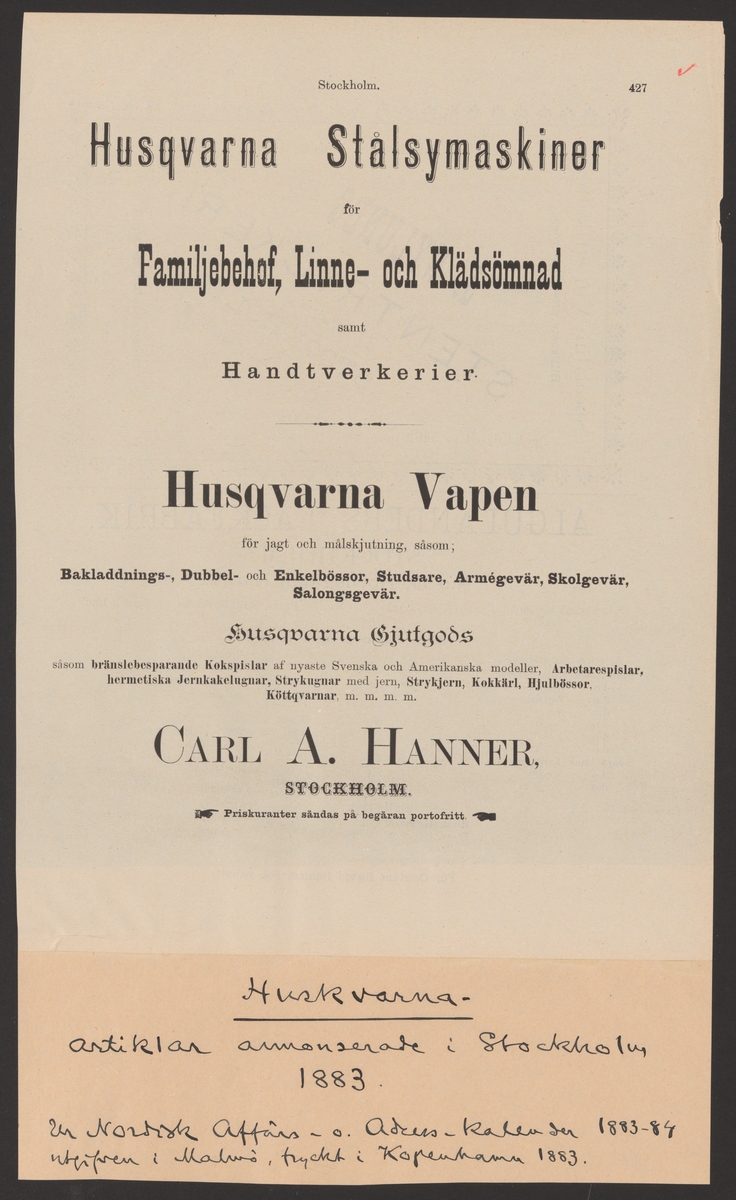 Stockholm. 427
Husqvarna Stålsymaskiner
för
Familjebehof, Linne- och Klädsömnad
samt
Handtverkerier.
Husqvarna Vapen
för jagt och målskjutning, såsom;
Bakladdnings-, Dubbel- och Enkelbössor, Studsare, Armégevär, Skolgevär,
Salongsgevär.
Husqvarna Gjutgods
såsom bränslebesparande Kokspislar af nyaste Svenska och Amerikanska modeller, Arbetarespislar,
hermetiska Jernkakelugnar, Strykugnar med jern, Strykjern, Kokkärl, Hjulbössor,
Köttqvarnar, m. m. m. m.
CARL A. HANNER,
STOCKHOLM.
Priskuranter sändas på begäran portofritt.
Huskvarna-
artiklar annonserade i Stockholm
1883.
Ur Nordisk Affärs- o. Adress-kalender 1883-84
utgifven i Malmö, tryckt i Kopenhamn 1883.